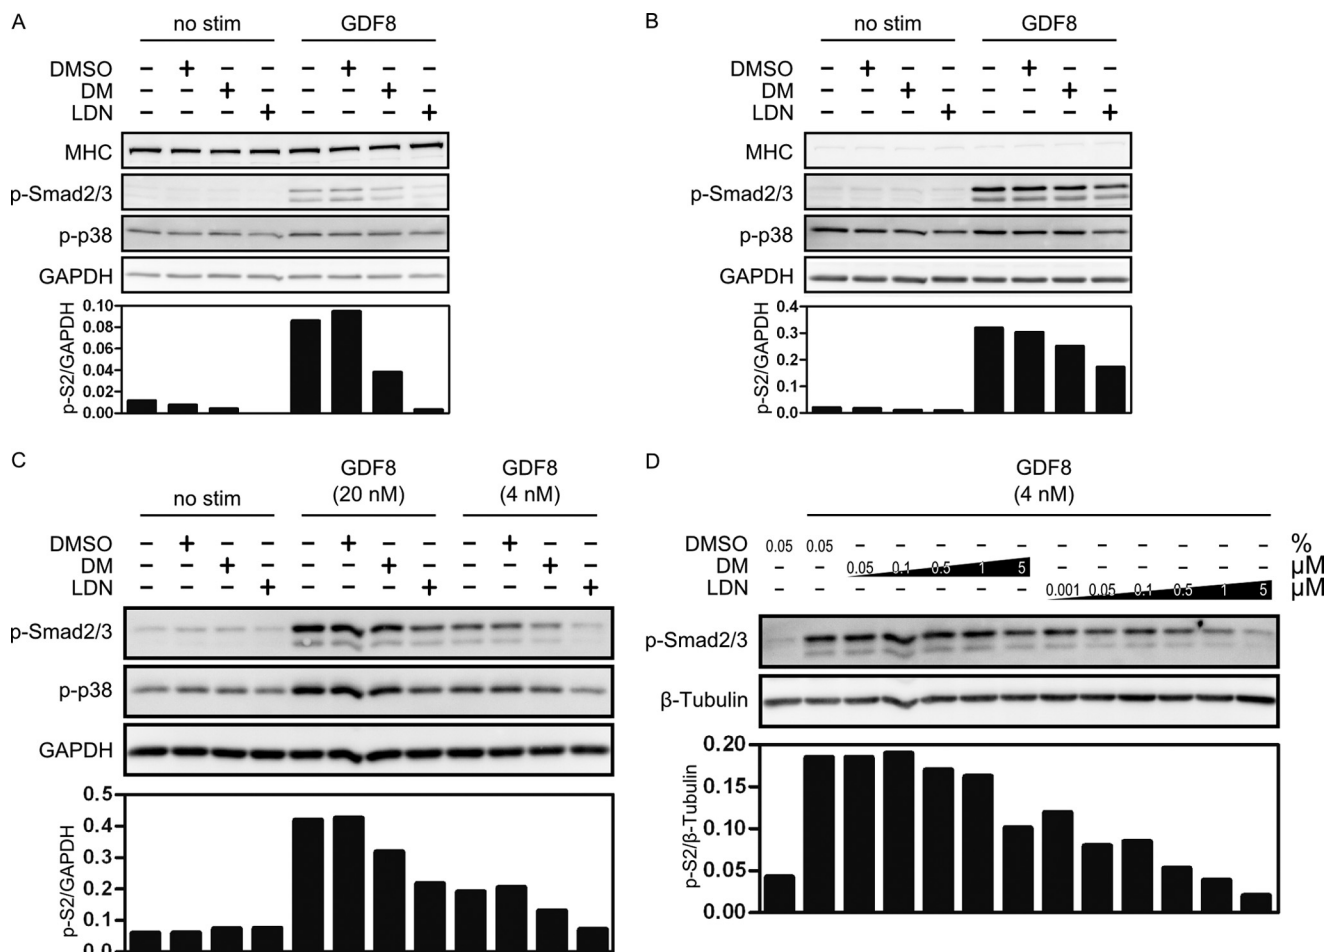 A
no stim GDF8
DMSO – + – – – + – –
DM – – + – – – + –
LDN – – – + – – – +
MHC
p-Smad2/3
p-p38
GAPDH
p-S2/GAPDH
0.10
0.08
0.06
0.04
0.02
0.00
B
no stim GDF8
DMSO – + – – – + – –
DM – – + – – – + –
LDN – – – + – – – +
MHC
p-Smad2/3
p-p38
GAPDH
p-S2/GAPDH
0.4
0.3
0.2
0.1
0.0
C
no stim GDF8 (20 nM) GDF8 (4 nM)
DMSO – + – – – + – – – + – –
DM – – + – – – + – – – + –
LDN – – – + – – – + – – – +
p-Smad2/3
p-p38
GAPDH
p-S2/GAPDH
0.5
0.4
0.3
0.2
0.1
0.0
D
GDF8
(4 nM)
DMSO 0.05 0.05 – – – – – – – – – – – %
DM – – 0.05 0.1 0.5 1 5 – – – – – – µM
LDN – – – – – – – 0.001 0.05 0.1 0.5 1 5 µM
p-Smad2/3
β-Tubulin
p-S2/β-Tubulin
0.20
0.15
0.10
0.05
0.00